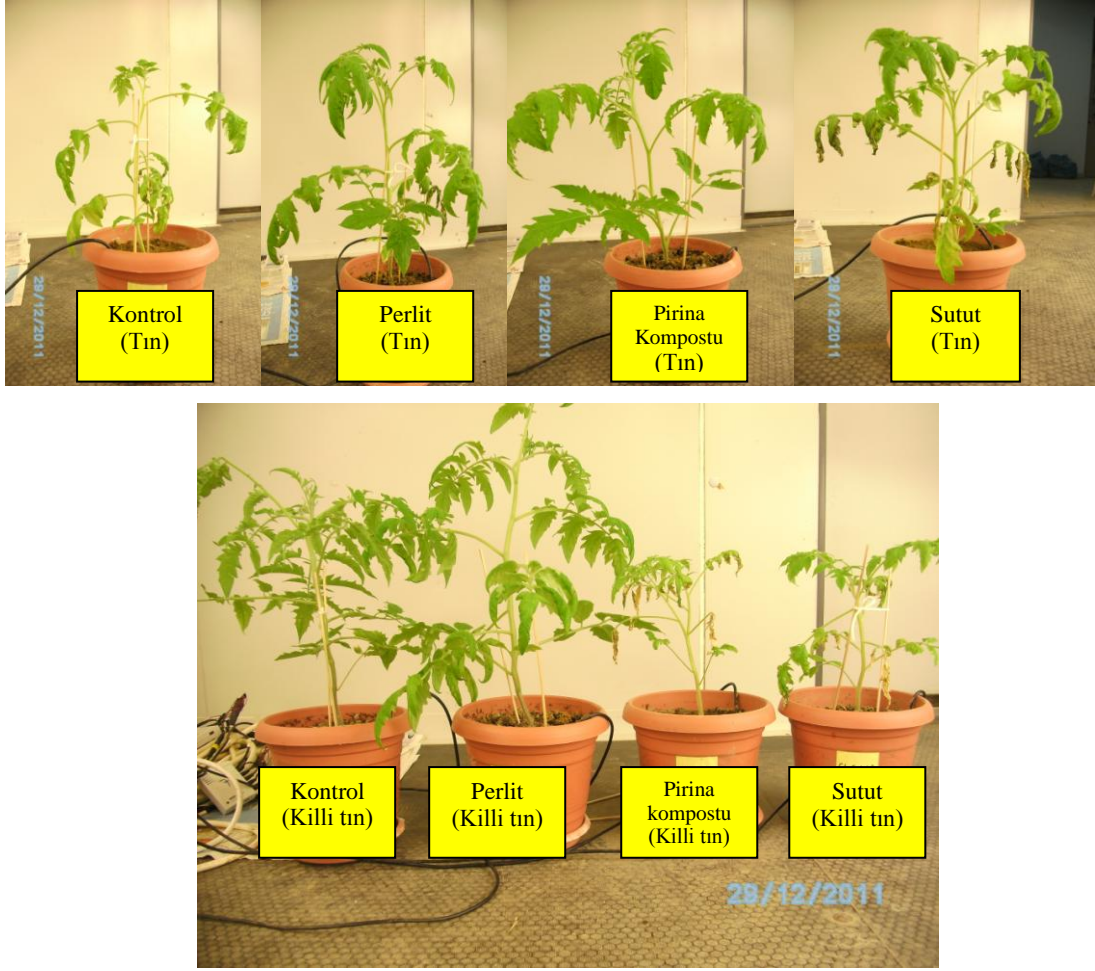 Kontrol
(Tın)
Perlit
(Tın)
Pirina
Kompostu
(Tın)
Sutut
(Tın)
28/12/2011
28/12/2011
28/12/2011
28/12/2011
Kontrol
(Killi tın)
Perlit
(Killi tın)
Pirina
kompostu
(Killi tın)
Sutut
(Killi tın)
28/12/2011